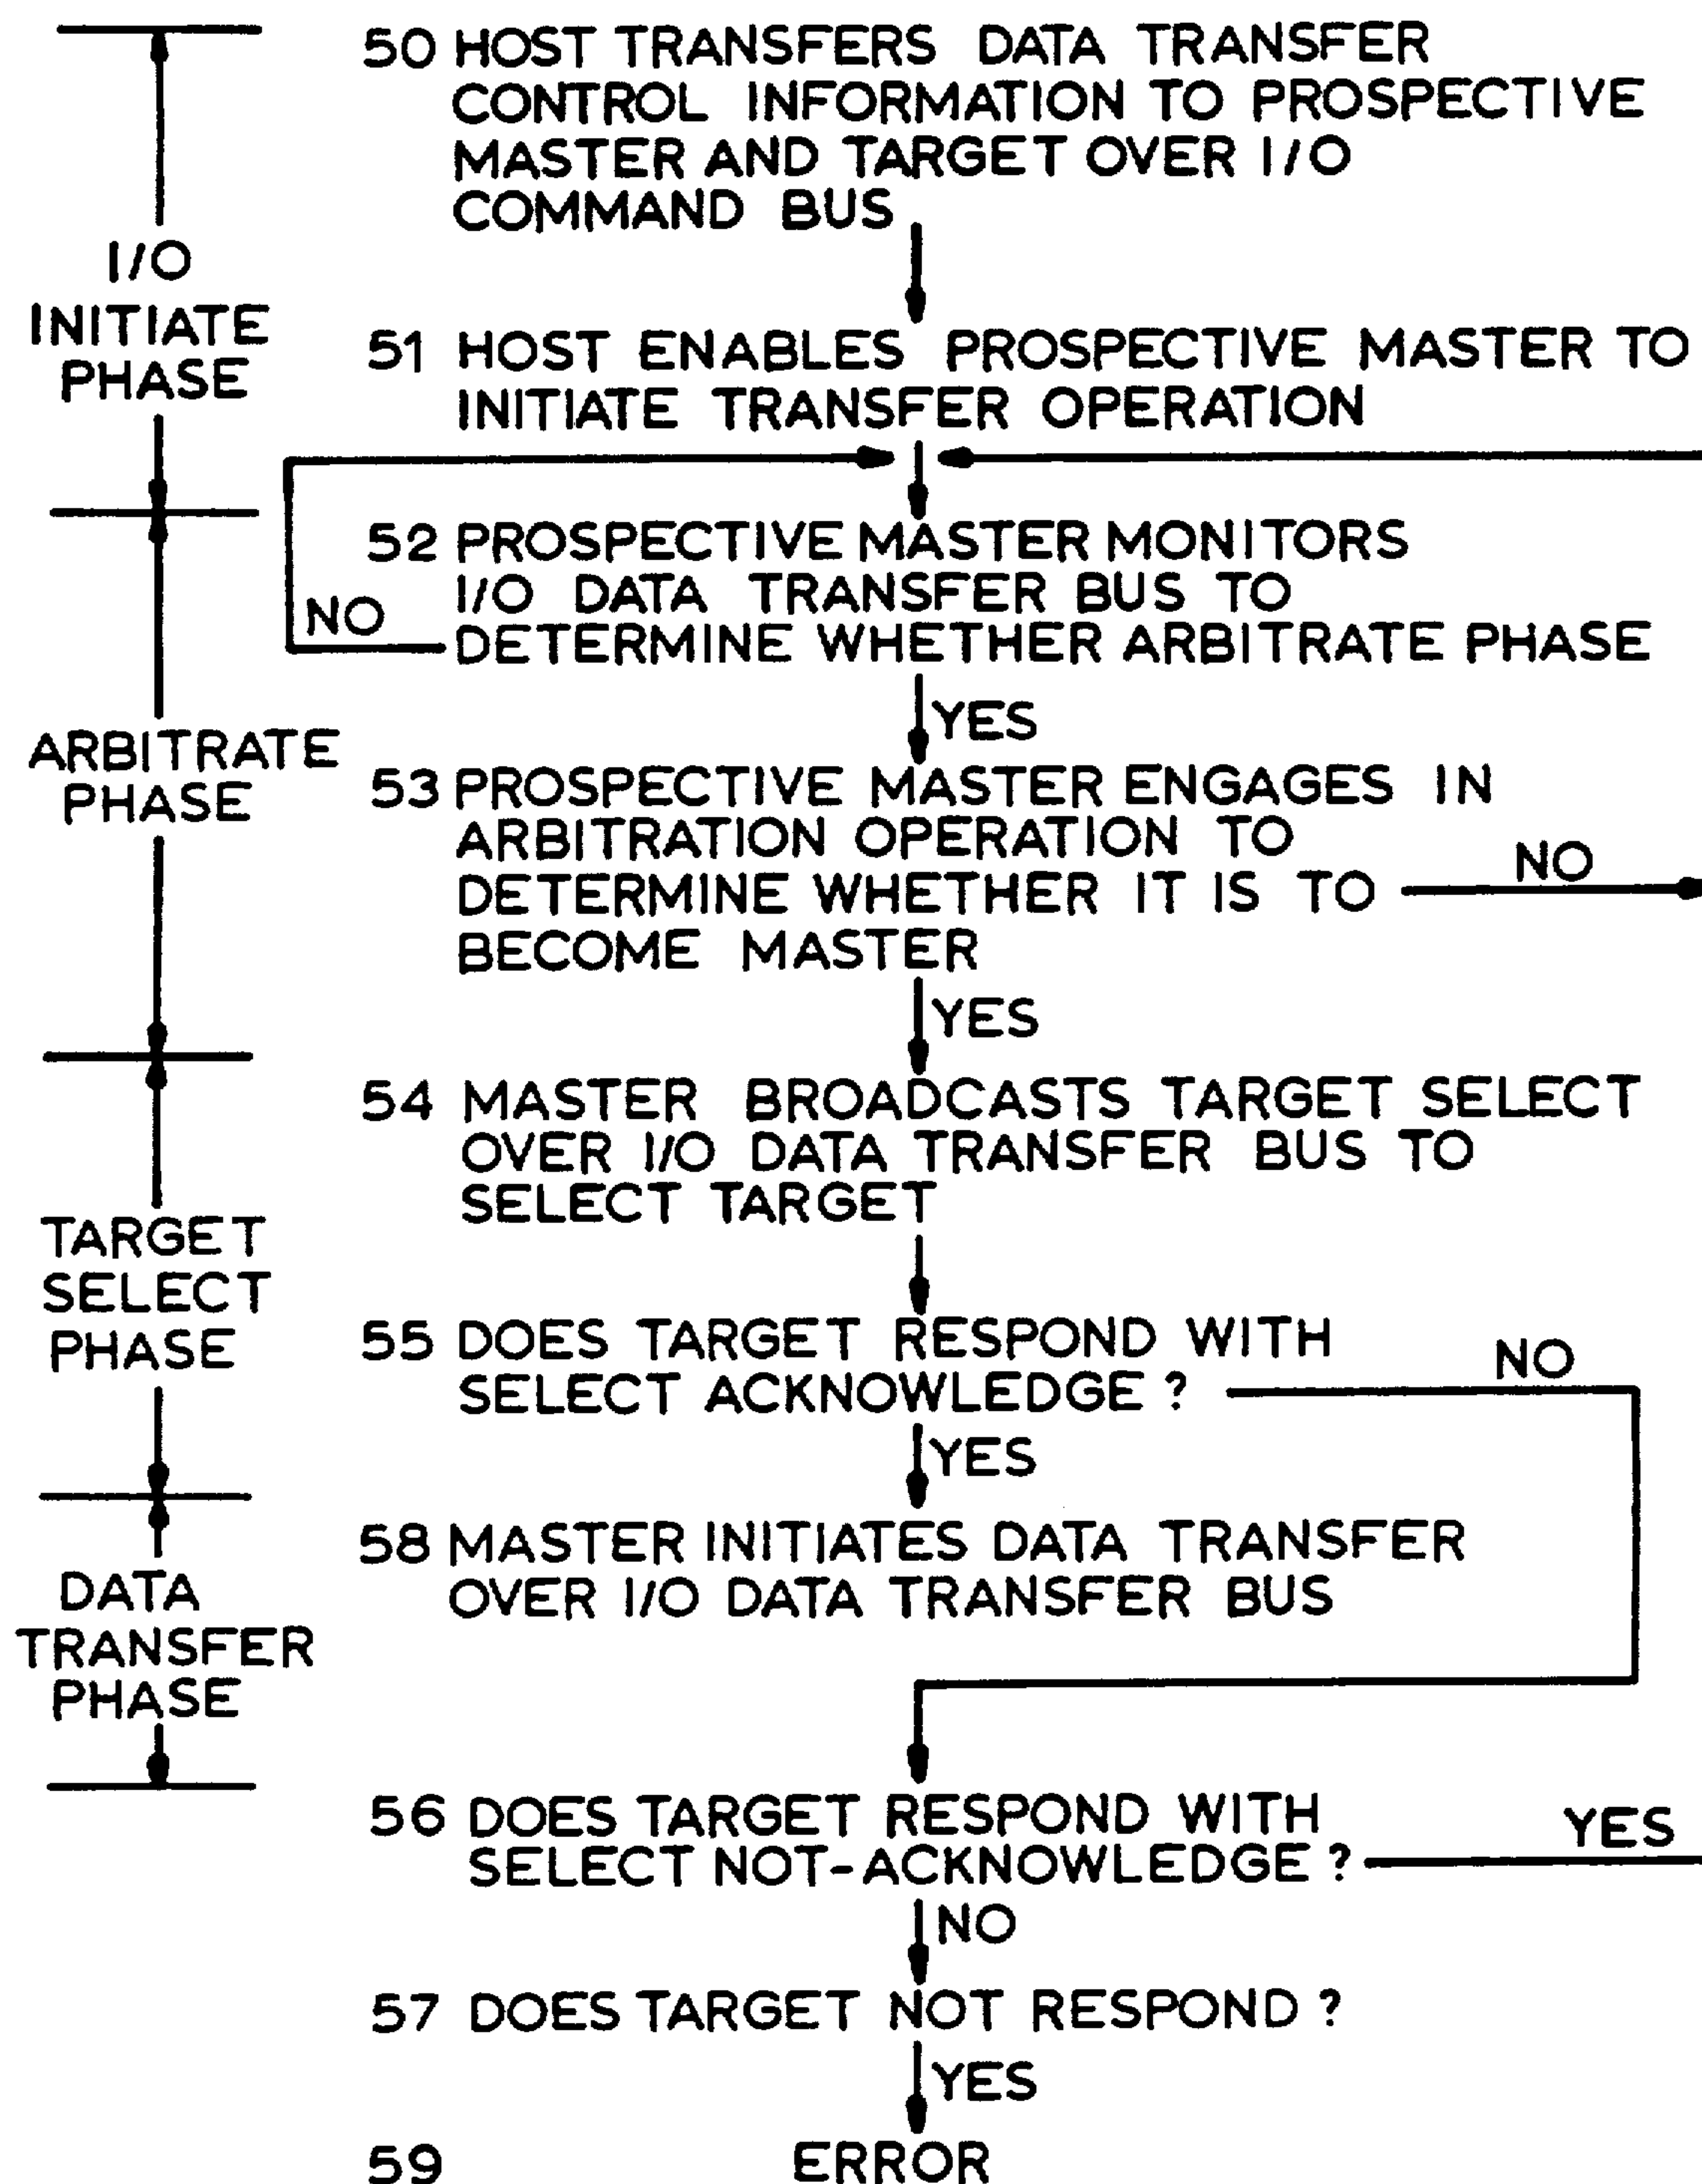 50 HOST TRANSFERS DATA TRANSFER
CONTROL INFORMATION TO PROSPECTIVE
MASTER AND TARGET OVER I/O
COMMAND BUS
I/O
INITIATE
PHASE
51 HOST ENABLES PROSPECTIVE MASTER TO
INITIATE TRANSFER OPERATION
52 PROSPECTIVE MASTER MONITORS
I/O DATA TRANSFER BUS TO
DETERMINE WHETHER ARBITRATE PHASE
NO
YES
ARBITRATE
PHASE
53 PROSPECTIVE MASTER ENGAGES IN
ARBITRATION OPERATION TO
DETERMINE WHETHER IT IS TO
BECOME MASTER
NO
YES
54 MASTER BROADCASTS TARGET SELECT
OVER I/O DATA TRANSFER BUS TO
SELECT TARGET
TARGET
SELECT
PHASE
55 DOES TARGET RESPOND WITH
SELECT ACKNOWLEDGE ?
NO
YES
58 MASTER INITIATES DATA TRANSFER
OVER I/O DATA TRANSFER BUS
DATA
TRANSFER
PHASE
56 DOES TARGET RESPOND WITH
SELECT NOT-ACKNOWLEDGE ?
YES
NO
57 DOES TARGET NOT RESPOND ?
YES
59 ERROR